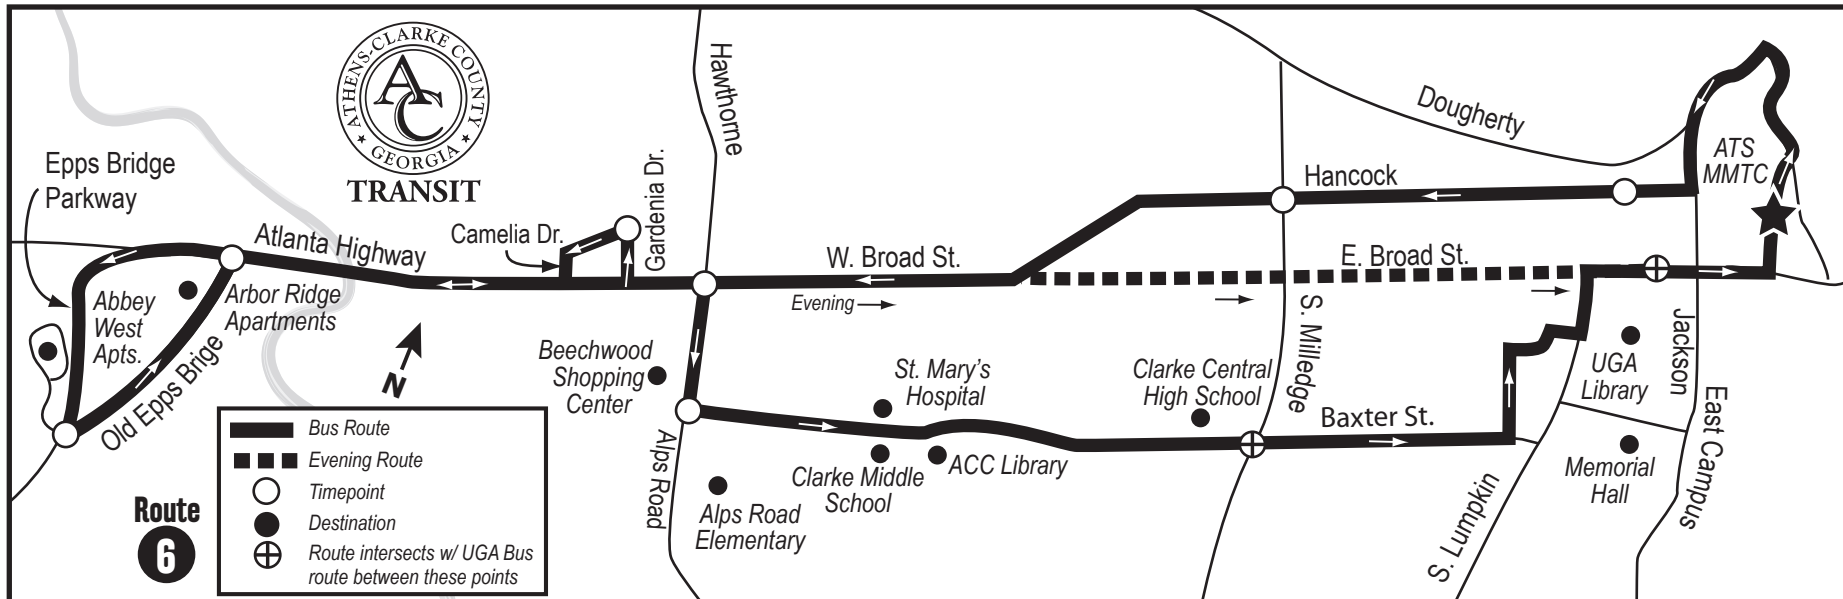 ATHENS-CLARKE COUNTY
AC
GEORGIA
TRANSIT
Epps Bridge
Parkway
Atlanta Highway
Camelia Dr.
Gardenia Dr.
Hawthorne
W. Broad St.
Evening
E. Broad St.
Hancock
Dougherty
ATS
MMTC
Abbey
West
Apts.
Arbor Ridge
Apartments
Old Epps Brige
N
Beechwood
Shopping
Center
St. Mary's
Hospital
Clarke Central
High School
S. Milledge
Baxter St.
UGA
Library
Jackson
East Campus
Memorial
Hall
S. Lumpkin
Alps Road
Alps Road
Elementary
Clarke Middle
School
ACC Library
Route
6
Bus Route
Evening Route
Timepoint
Destination
Route intersects w/ UGA Bus
route between these points